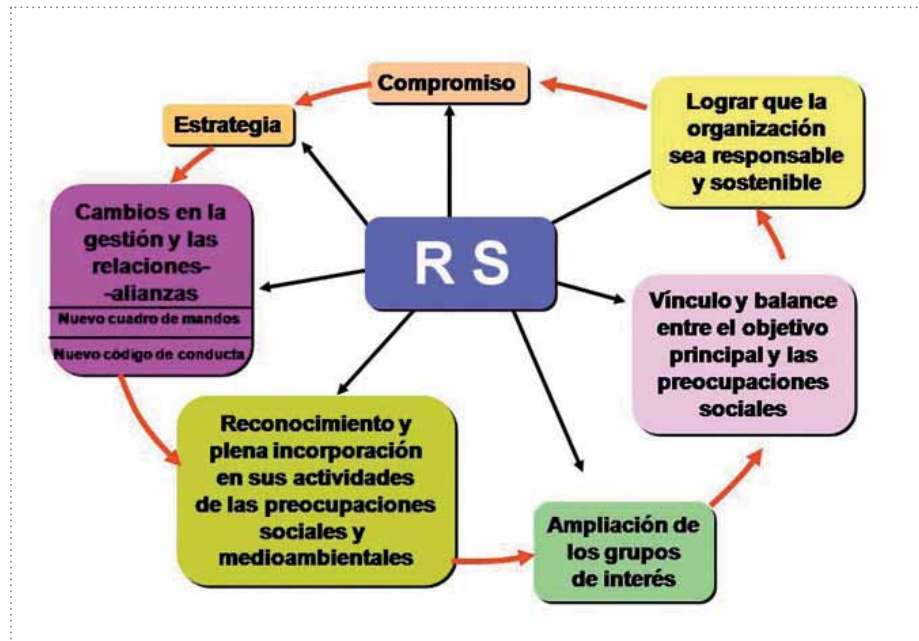 Compromiso
Estrategia
Cambios en la
gestión y las
relaciones-
-alianzas
Nuevo cuadro de mandos
Nuevo código de conducta
Reconocimiento y
plena incorporación
en sus actividades
de las preocupaciones
sociales y
medioambientales
Ampliación de
los grupos
de interés
Vínculo y balance
entre el objetivo
principal y las
preocupaciones
sociales
Lograr que la
organización
sea responsable
y sostenible
R S